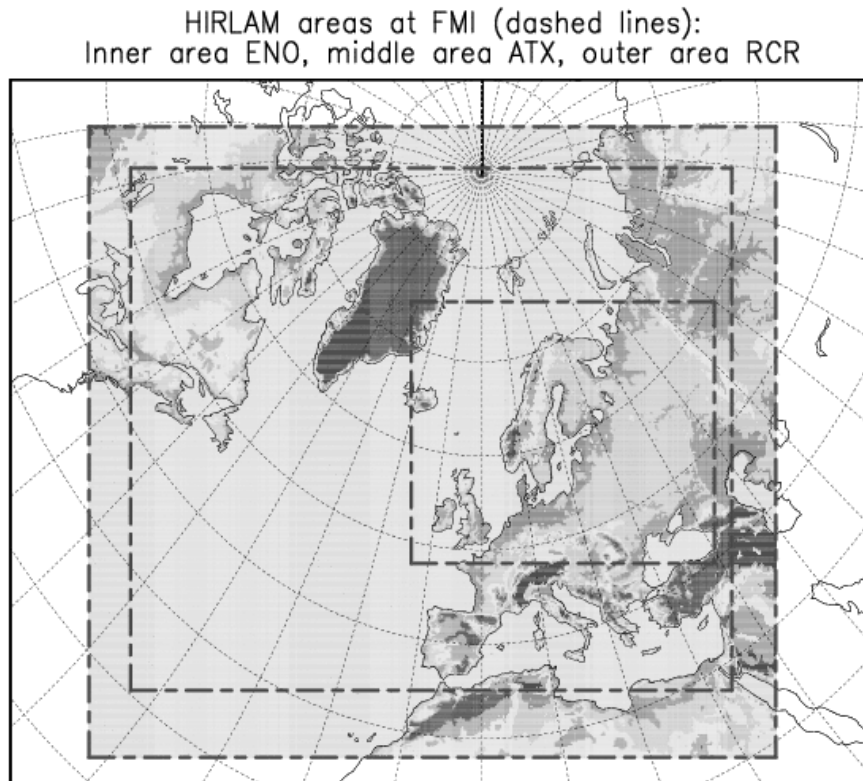 HIRLAM areas at FMI (dashed lines):
Inner area ENO, middle area ATX, outer area RCR